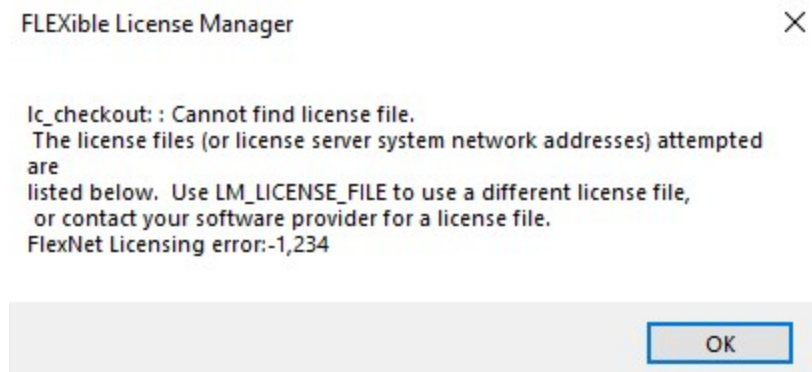 FLEXible License Manager
lc_checkout: : Cannot find license file.
The license files (or license server system network addresses) attempted
are
listed below.  Use LM_LICENSE_FILE to use a different license file,
or contact your software provider for a license file.
FlexNet Licensing error:-1,234
OK